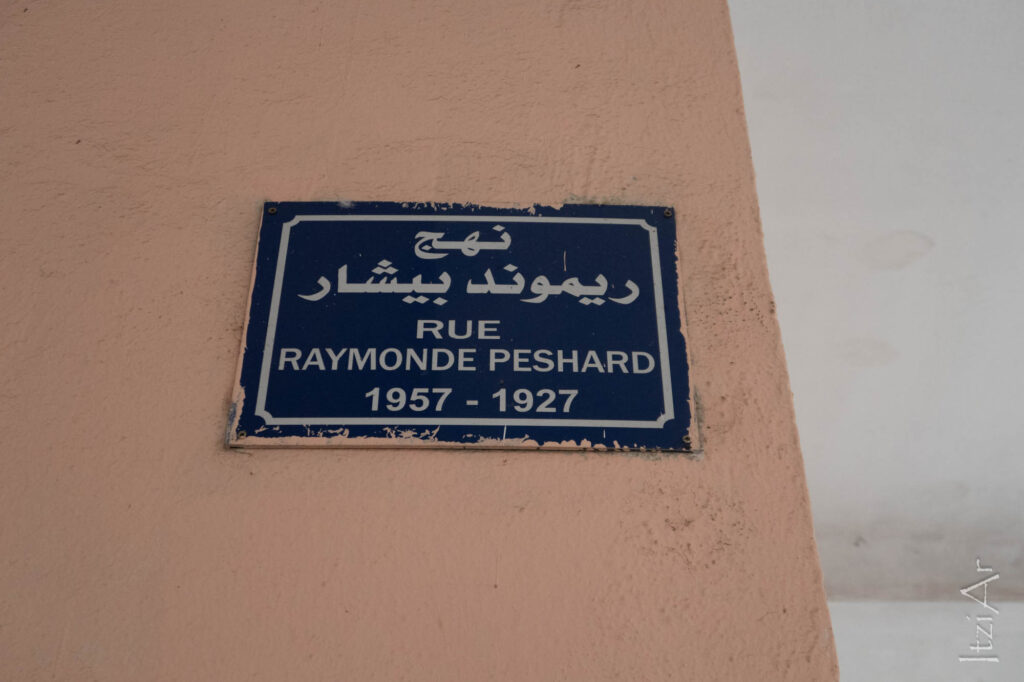 نهج
ريموند بيشار
RUE
RAYMONDE PESHARD
1957 - 1927
ItziAr